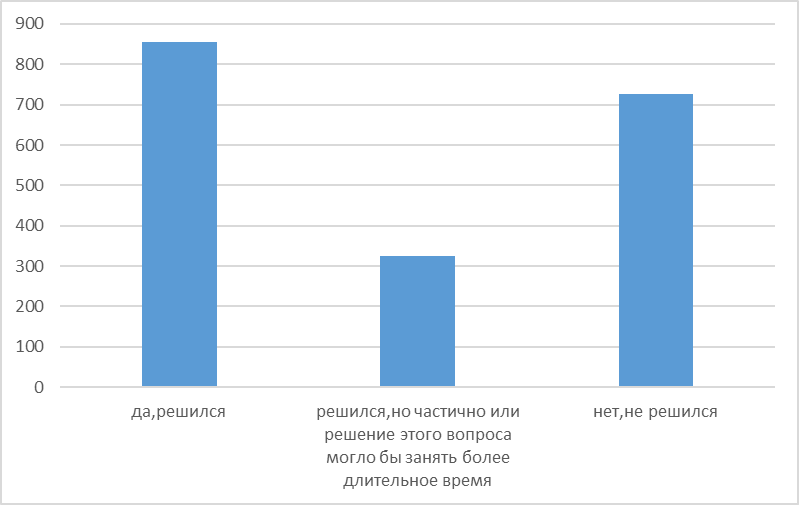 900
800
700
600
500
400
300
200
100
0
да,решился
решился,но частично или
решение этого вопроса
могло бы занять более
длительное время
нет,не решился